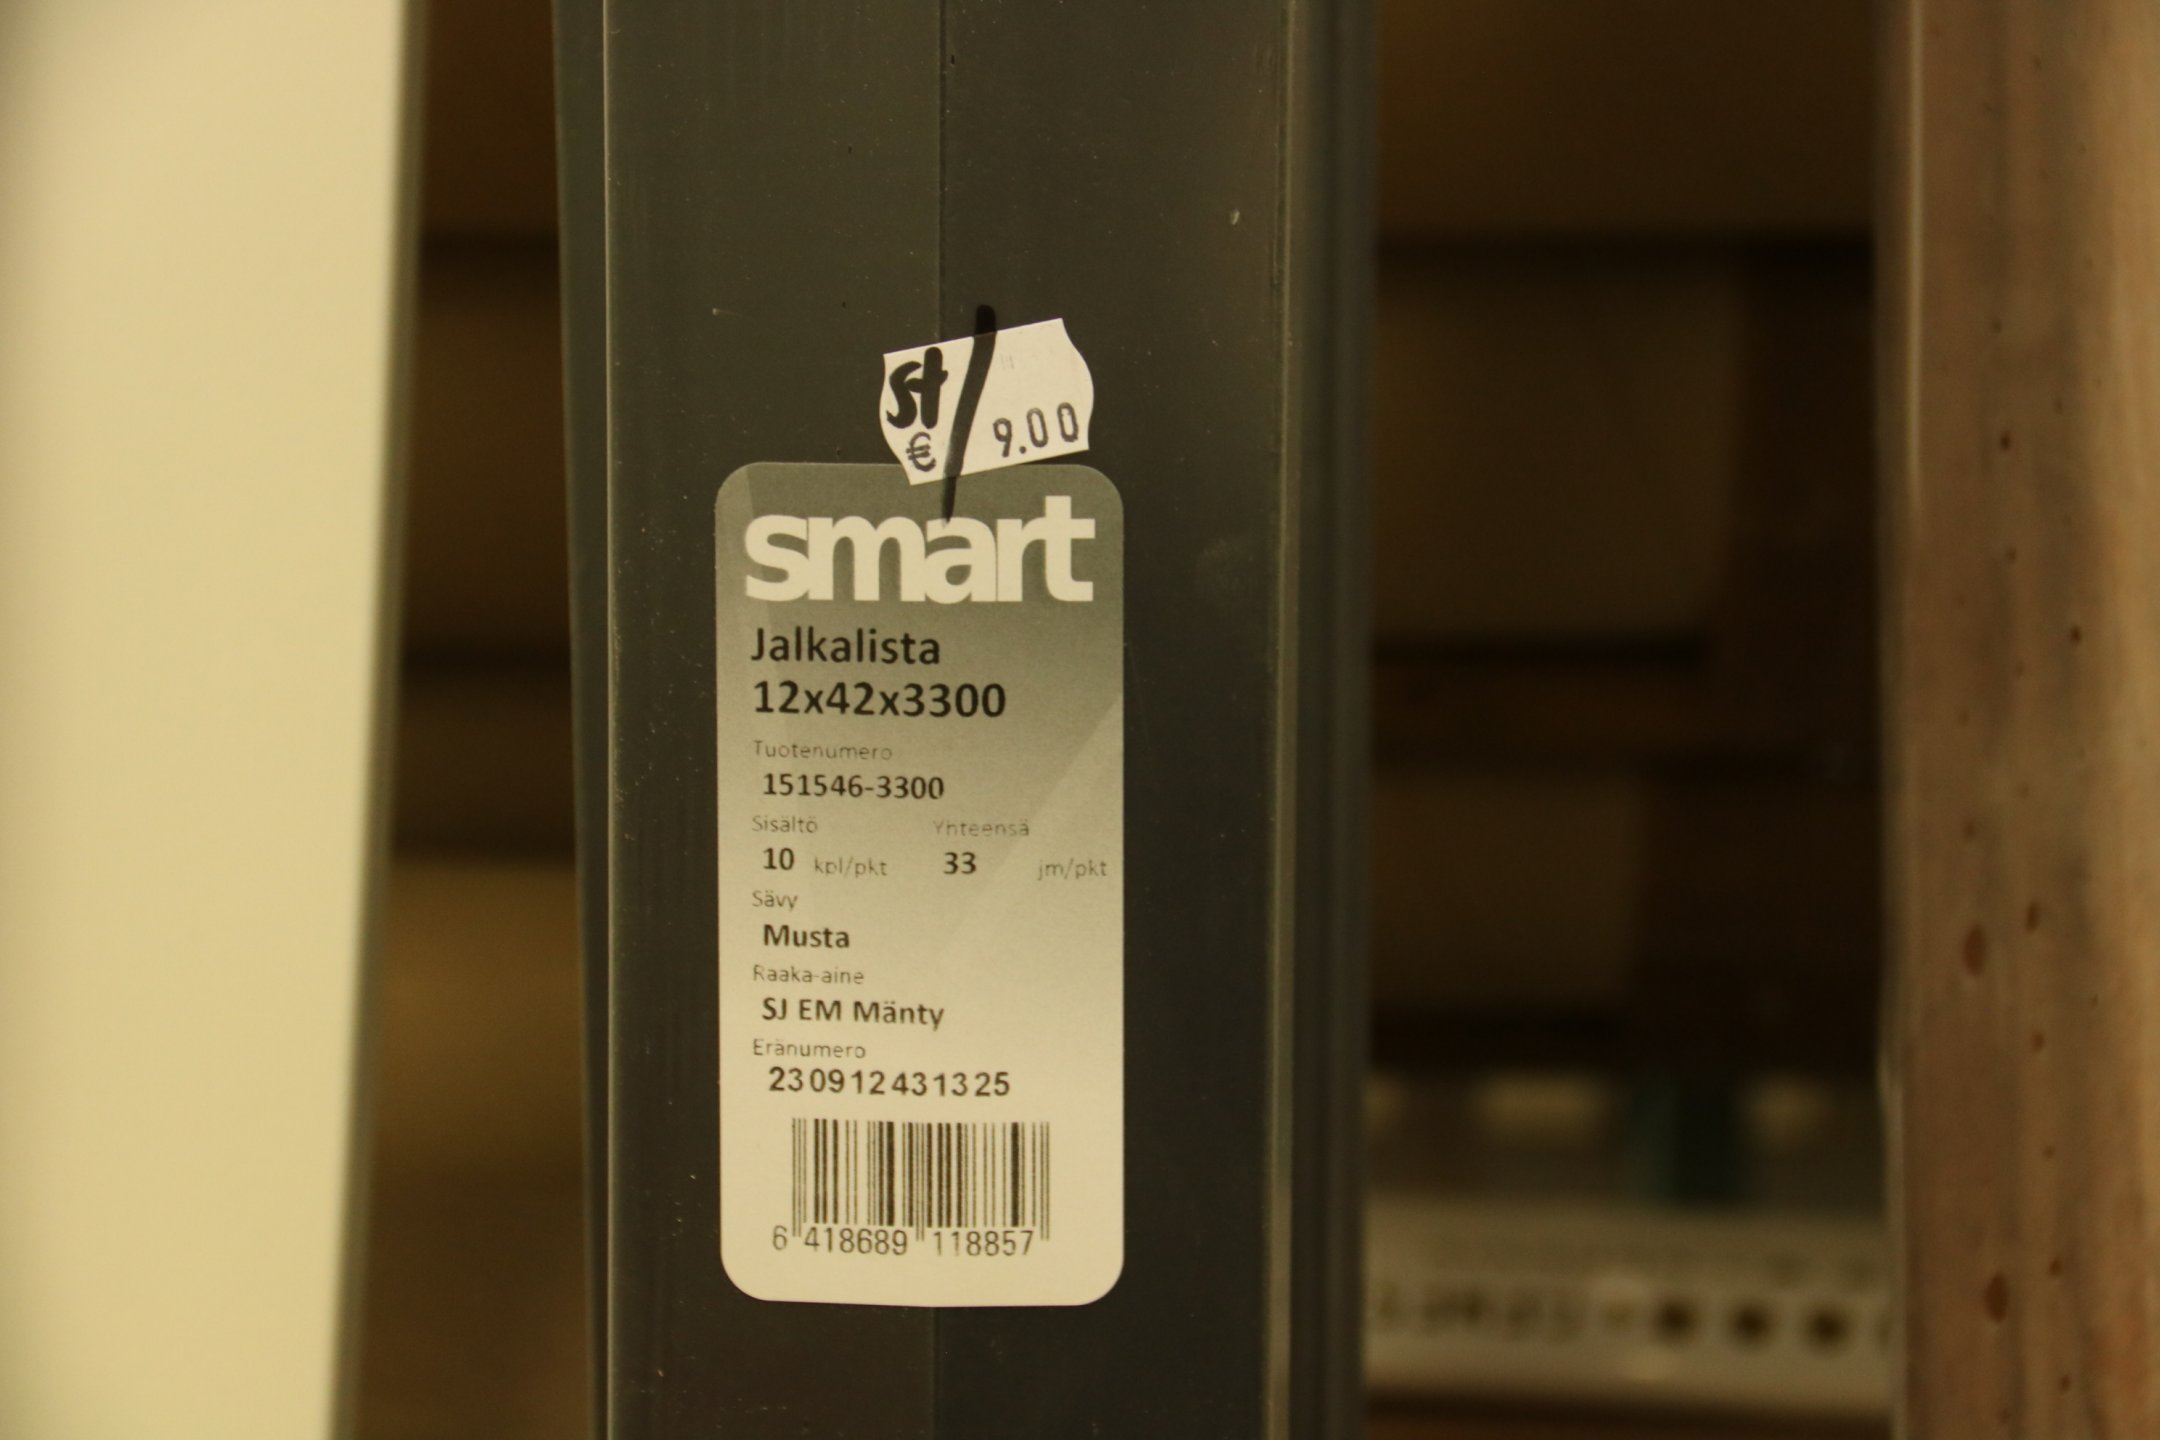 st/
€ 9.00
smart
Jalkalista
12x42x3300
Tuotenumero
151546-3300
Sisältö Yhteensä
10 kpl/pkt 33 jm/pkt
Sävy
Musta
Raaka-aine
SJ EM Mänty
Eränumero
230912431325
6 418689 118857